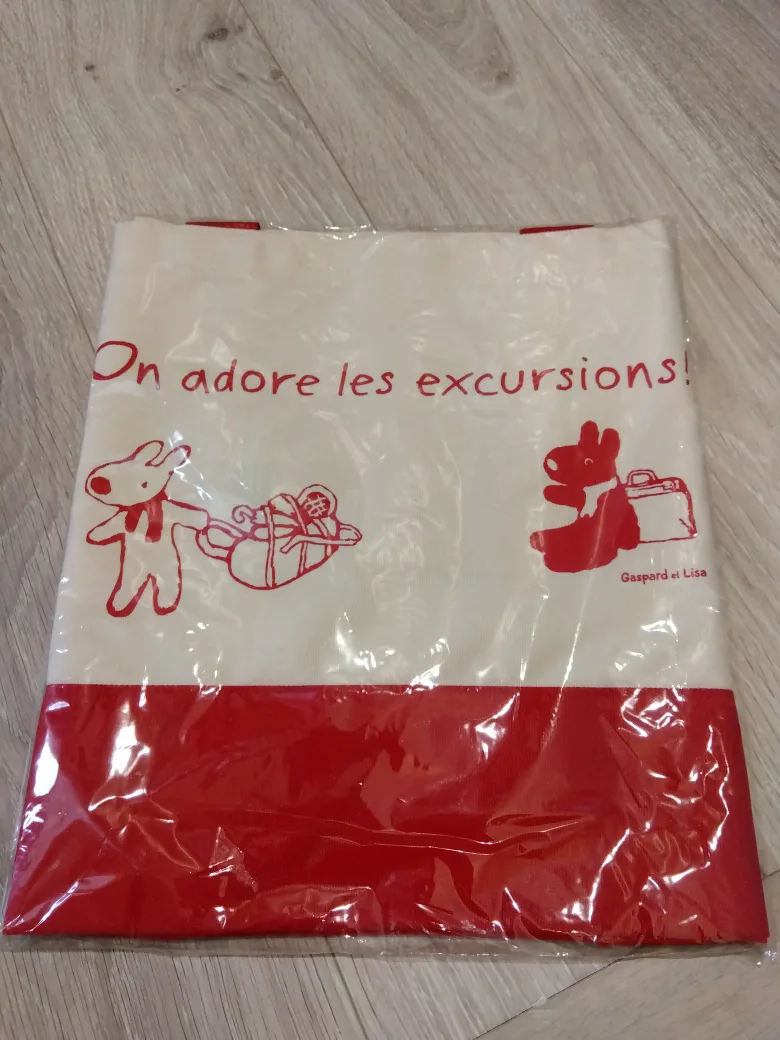 On adore les excursions!
Gaspard et Lisa